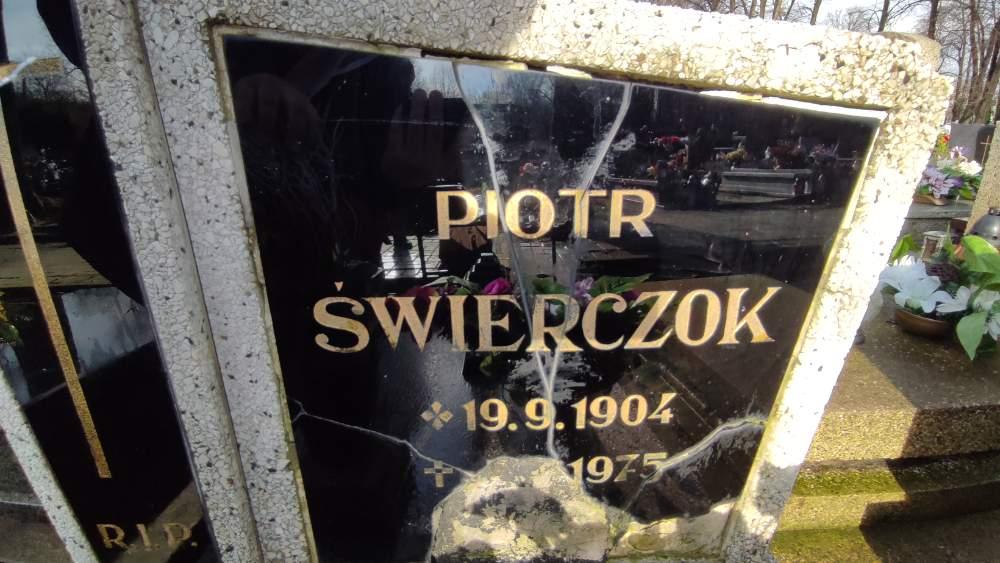 PIOTR
ŚWIERCZOK
19.9.1904
1975
R.I.P.